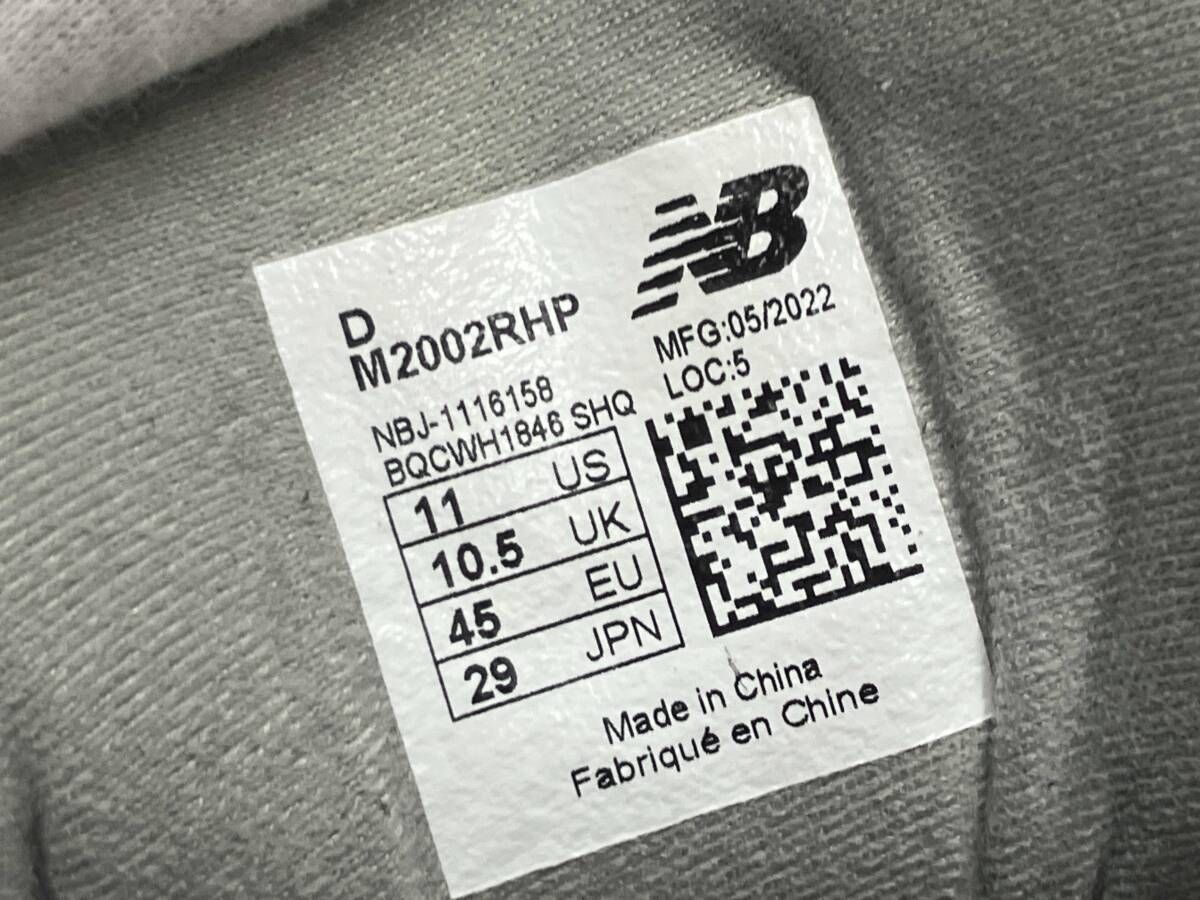 NB
D
M2002RHP
NBJ-1116158
BQCWH1846 SHQ
MFG:05/2022
LOC:5
11 US
10.5 UK
45 EU
29 JPN
Made in China
Fabriqué en Chine